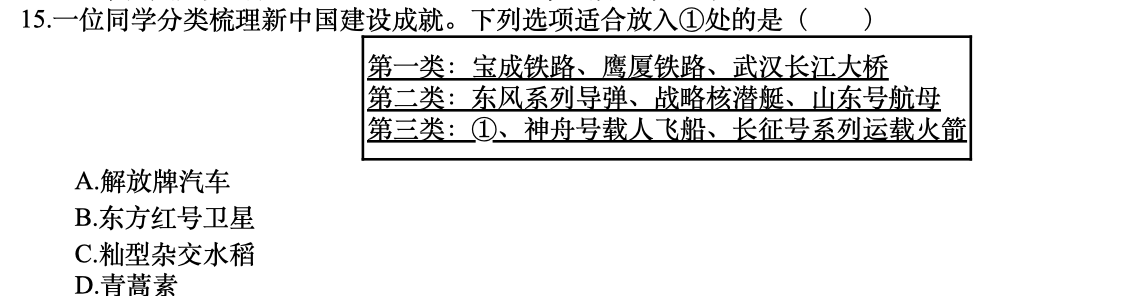 15.一位同学分类梳理新中国建设成就。下列选项适合放入①处的是（　　）
第一类：宝成铁路、鹰厦铁路、武汉长江大桥
第二类：东风系列导弹、战略核潜艇、山东号航母
第三类：①、神舟号载人飞船、长征号系列运载火箭
A.解放牌汽车
B.东方红号卫星
C.籼型杂交水稻
D.青蒿素